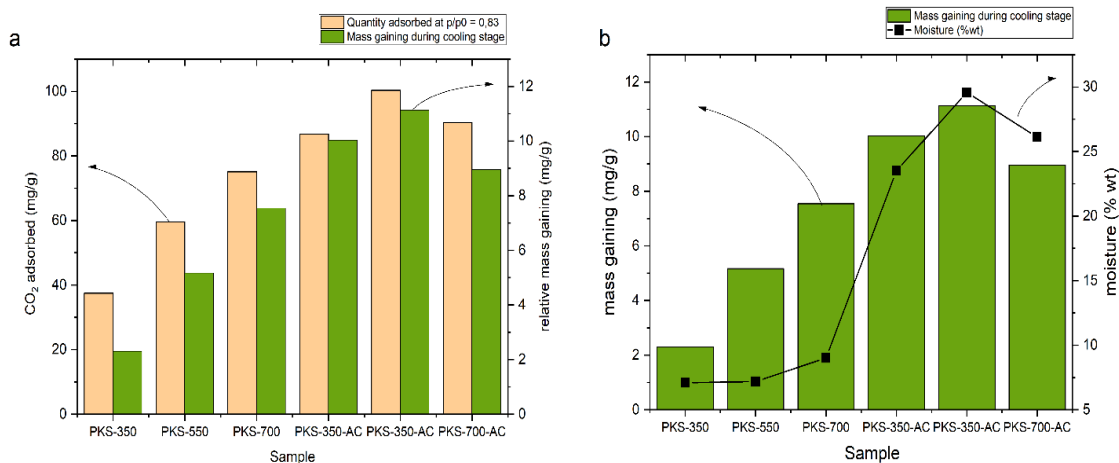 a
Quantity adsorbed at p/p0 = 0,83
Mass gaining during cooling stage
CO2 adsorbed (mg/g)
0
20
40
60
80
100
relative mass gaining (mg/g)
0
2
4
6
8
10
12
PKS-350
PKS-550
PKS-700
PKS-350-AC
PKS-350-AC
PKS-700-AC
Sample
b
Mass gaining during cooling stage
Moisture (%wt)
mass gaining (mg/g)
0
2
4
6
8
10
12
moisture (% wt)
5
10
15
20
25
30
PKS-350
PKS-550
PKS-700
PKS-350-AC
PKS-350-AC
PKS-700-AC
Sample